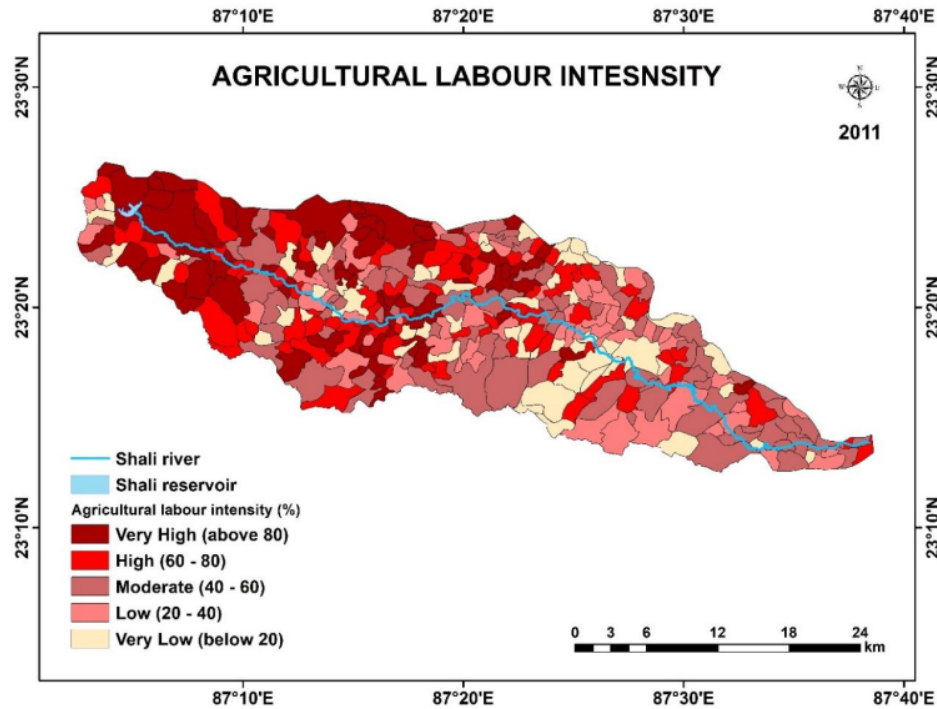 87°10'E 87°20'E 87°30'E 87°40'E
AGRICULTURAL LABOUR INTESNSITY
N
W E
S
2011
23°30'N 23°30'N
23°20'N 23°20'N
23°10'N 23°10'N
Shali river
Shali reservoir
Agricultural labour intensity (%)
Very High (above 80)
High (60 - 80)
Moderate (40 - 60)
Low (20 - 40)
Very Low (below 20)
0 3 6 12 18 24
km
87°10'E 87°20'E 87°30'E 87°40'E